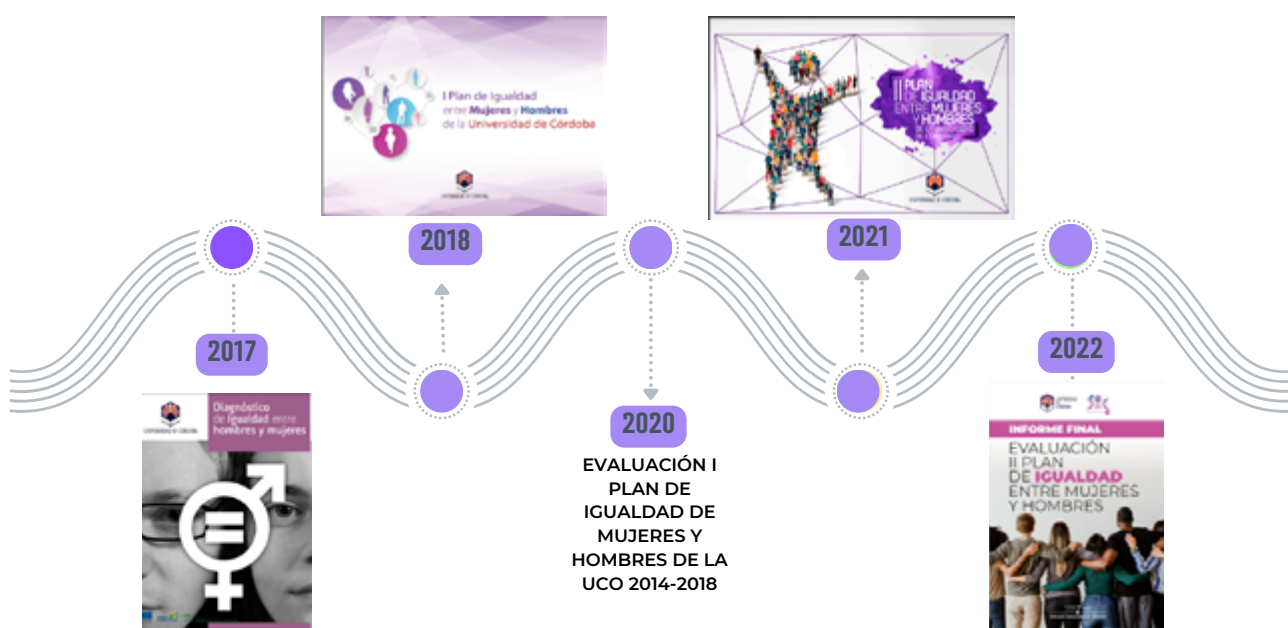 I Plan de Igualdad
entre Mujeres y Hombres
de la Universidad de Córdoba
2018
II PLAN
DE IGUALDAD
ENTRE MUJERES
Y HOMBRES
2021
2017
Diagnóstico
de igualdad entre
hombres y mujeres
2020
EVALUACIÓN I
PLAN DE
IGUALDAD DE
MUJERES Y
HOMBRES DE LA
UCO 2014-2018
2022
INFORME FINAL
EVALUACIÓN
II PLAN
DE IGUALDAD
ENTRE MUJERES
Y HOMBRES